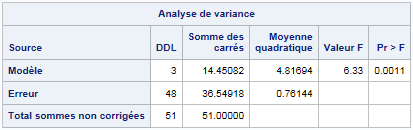 Analyse de variance
Source DDL Somme des carrés Moyenne quadratique Valeur F Pr > F
Modèle 3 14.45082 4.81694 6.33 0.0011
Erreur 48 36.54918 0.76144
Total sommes non corrigées 51 51.00000